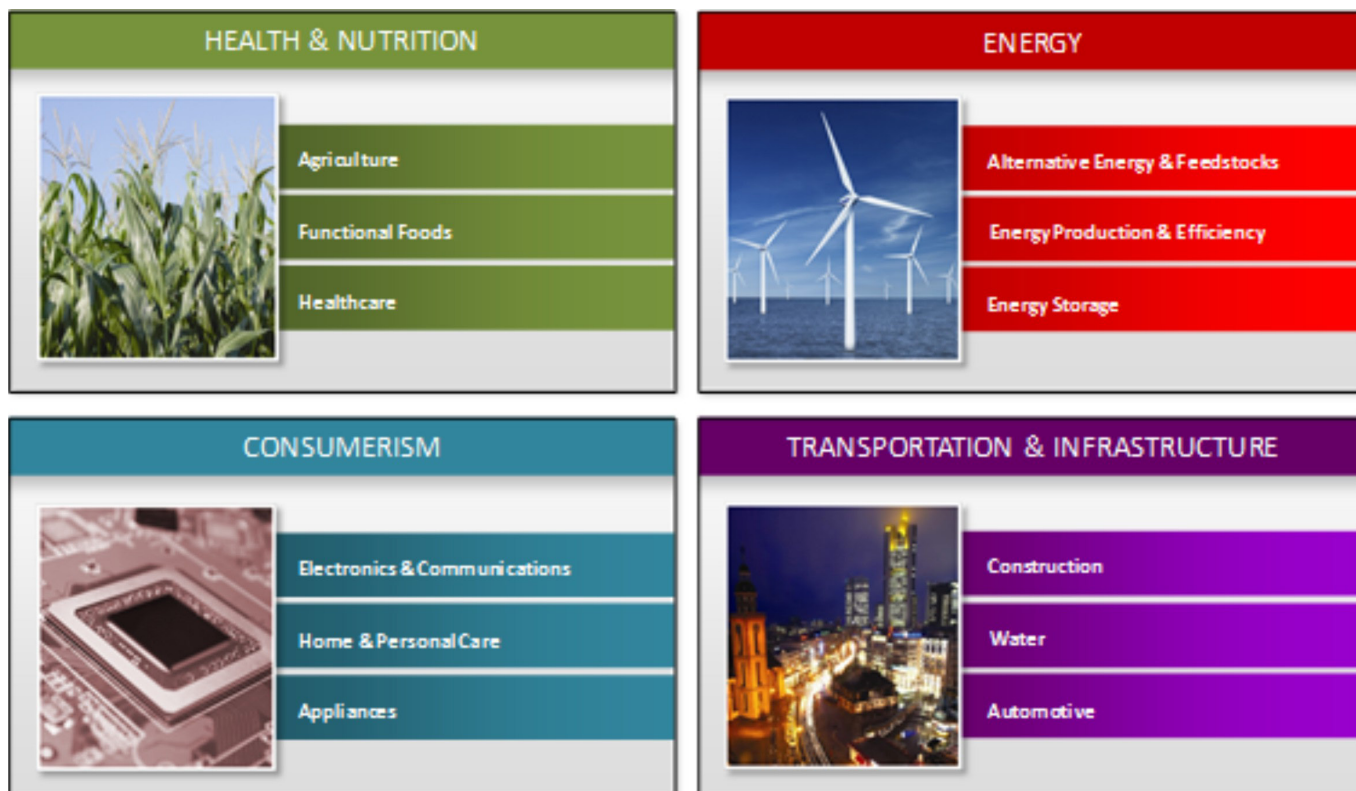 HEALTH & NUTRITION
Agriculture
Functional Foods
Healthcare
ENERGY
Alternative Energy & Feedstocks
Energy Production & Efficiency
Energy Storage
CONSUMERISM
Electronics & Communications
Home & Personal Care
Appliances
TRANSPORTATION & INFRASTRUCTURE
Construction
Water
Automotive